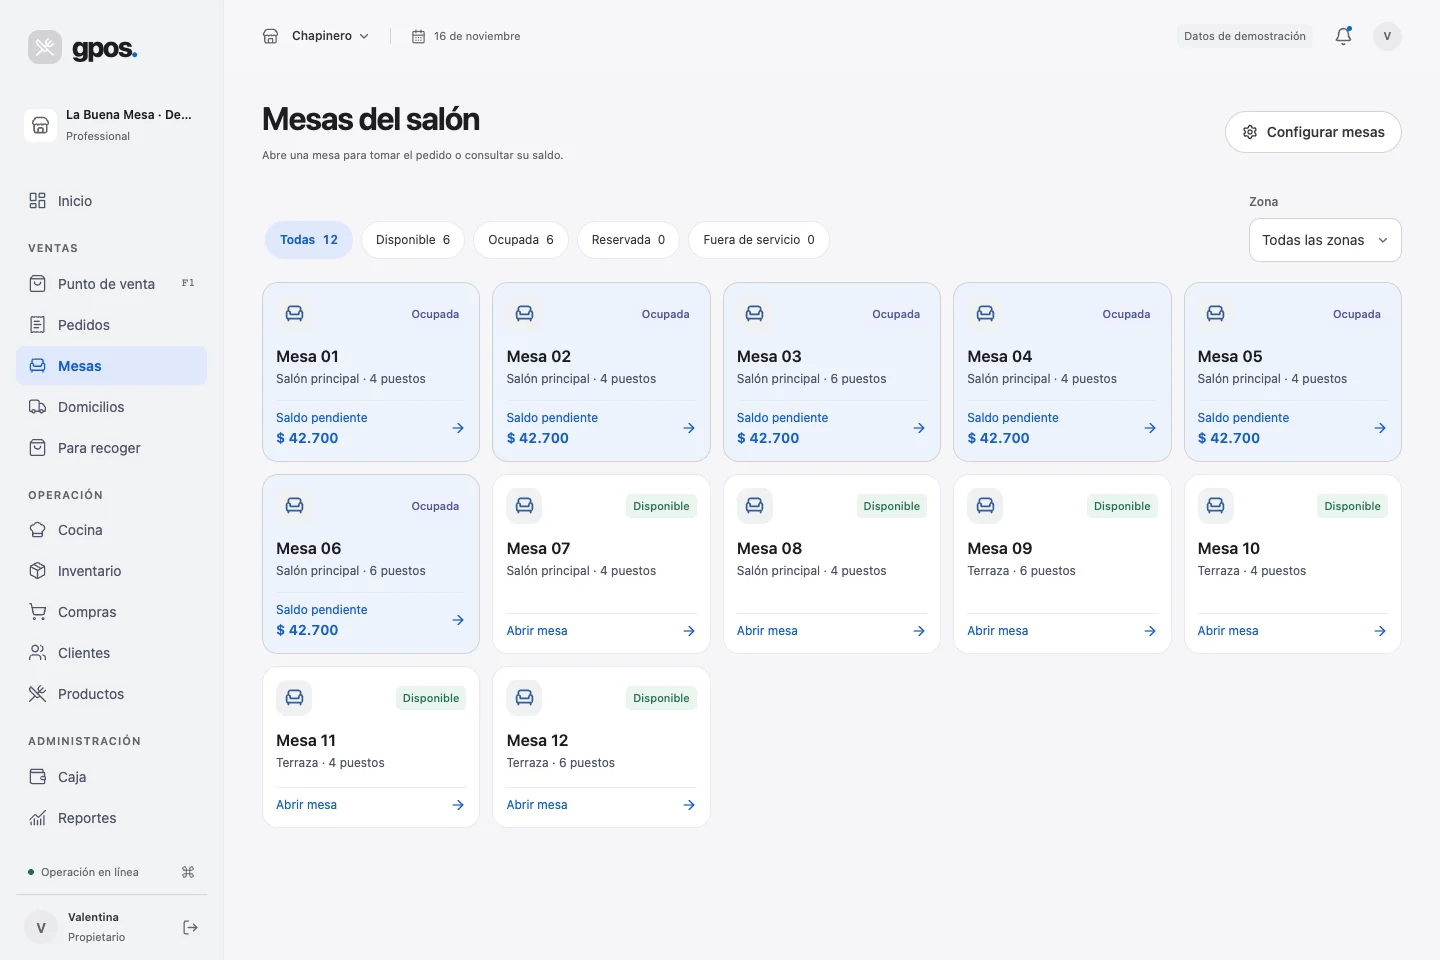 gpos.
La Buena Mesa · De...
Professional
Inicio
VENTAS
Punto de venta F1
Pedidos
Mesas
Domicilios
Para recoger
OPERACIÓN
Cocina
Inventario
Compras
Clientes
Productos
ADMINISTRACIÓN
Caja
Reportes
Operación en línea ⌘
V
Valentina
Propietario
Chapinero
16 de noviembre
Datos de demostración
V
Mesas del salón
Abre una mesa para tomar el pedido o consultar su saldo.
Configurar mesas
Zona
Todas las zonas
Todas 12
Disponible 6
Ocupada 6
Reservada 0
Fuera de servicio 0
Ocupada
Mesa 01
Salón principal · 4 puestos
Saldo pendiente
$ 42.700
Ocupada
Mesa 02
Salón principal · 4 puestos
Saldo pendiente
$ 42.700
Ocupada
Mesa 03
Salón principal · 6 puestos
Saldo pendiente
$ 42.700
Ocupada
Mesa 04
Salón principal · 4 puestos
Saldo pendiente
$ 42.700
Ocupada
Mesa 05
Salón principal · 4 puestos
Saldo pendiente
$ 42.700
Ocupada
Mesa 06
Salón principal · 6 puestos
Saldo pendiente
$ 42.700
Disponible
Mesa 07
Salón principal · 4 puestos
Abrir mesa
Disponible
Mesa 08
Salón principal · 4 puestos
Abrir mesa
Disponible
Mesa 09
Terraza · 6 puestos
Abrir mesa
Disponible
Mesa 10
Terraza · 4 puestos
Abrir mesa
Disponible
Mesa 11
Terraza · 4 puestos
Abrir mesa
Disponible
Mesa 12
Terraza · 6 puestos
Abrir mesa